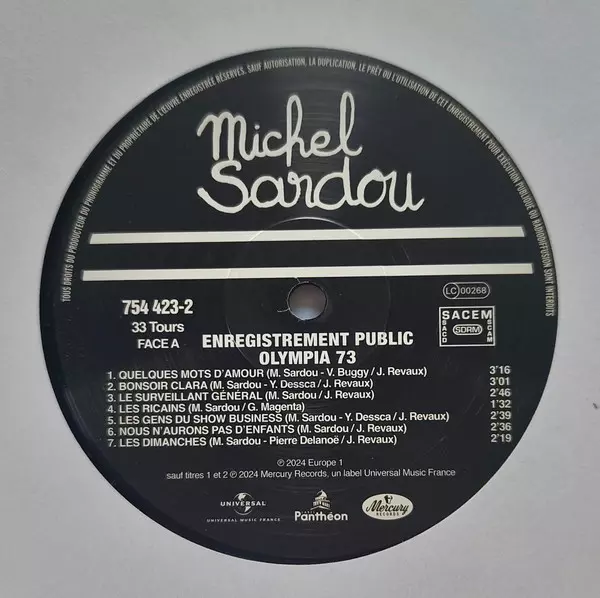 TOUS DROITS DU PRODUCTEUR DU PHONOGRAMME ET DU PROPRIÉTAIRE DE L'ŒUVRE ENREGISTRÉE RÉSERVÉS. SAUF AUTORISATION, LA DUPLICATION, LE PRÊT OU L'UTILISATION DE CET ENREGISTREMENT POUR EXÉCUTION PUBLIQUE OU RADIODIFFUSION SONT INTERDITS
Michel
Sardou
754 423-2
33 Tours
FACE A
LC 00268
SACEM
SACD SDRM SCAM
ENREGISTREMENT PUBLIC
OLYMPIA 73
1. QUELQUES MOTS D'AMOUR (M. Sardou - V. Buggy / J. Revaux) 3'16
2. BONSOIR CLARA (M. Sardou - Y. Dessca / J. Revaux) 3'01
3. LE SURVEILLANT GÉNÉRAL (M. Sardou / J. Revaux) 2'46
4. LES RICAINS (M. Sardou / G. Magenta) 1'32
5. LES GENS DU SHOW BUSINESS (M. Sardou - Y. Dessca / J. Revaux) 2'39
6. NOUS N'AURONS PAS D'ENFANTS (M. Sardou / J. Revaux) 2'36
7. LES DIMANCHES (M. Sardou - Pierre Delanoë / J. Revaux) 2'19
℗ 2024 Europe 1
sauf titres 1 et 2 ℗ 2024 Mercury Records, un label Universal Music France
UNIVERSAL
UNIVERSAL MUSIC FRANCE
Panthéon
Mercury
RECORDS